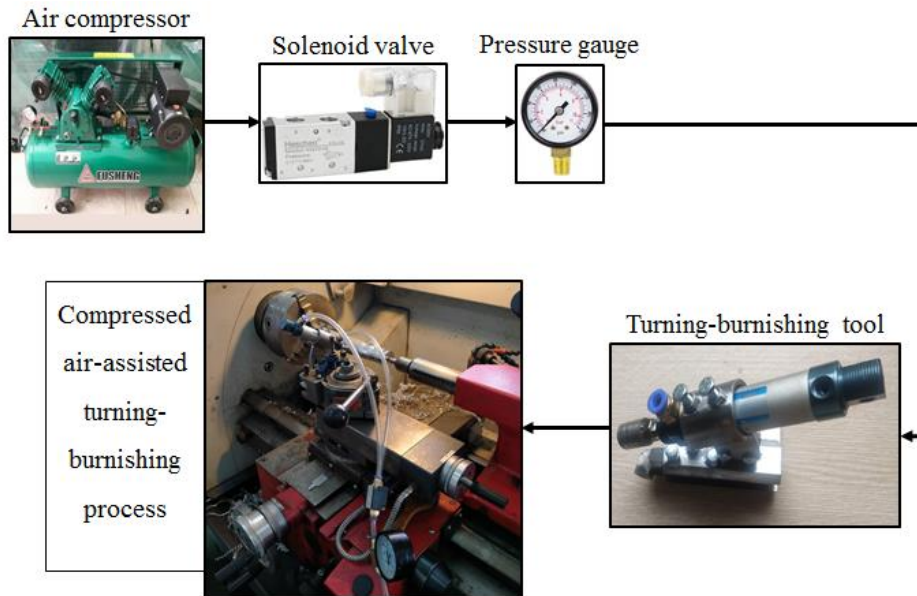 Air compressor
Solenoid valve
Pressure gauge
FUSHENG
Compressed
air-assisted
turning-
burnishing
process
Turning-burnishing tool